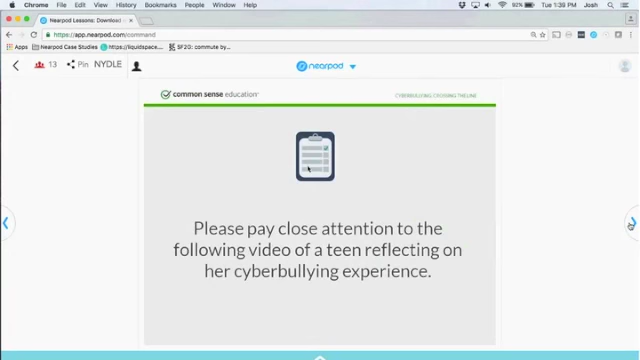 Chrome File Edit View History Bookmarks People Window Help
92% Tue 1:39 PM Josh
Nearpod Lessons: Download
https://app.nearpod.com/command
Apps Nearpod Case Studies https://liquidspace. SF2G: commute by
13 Pin NYDLE nearpod
common sense education
CYBERBULLYING: CROSSING THE LINE
Please pay close attention to the
following video of a teen reflecting on
her cyberbullying experience.